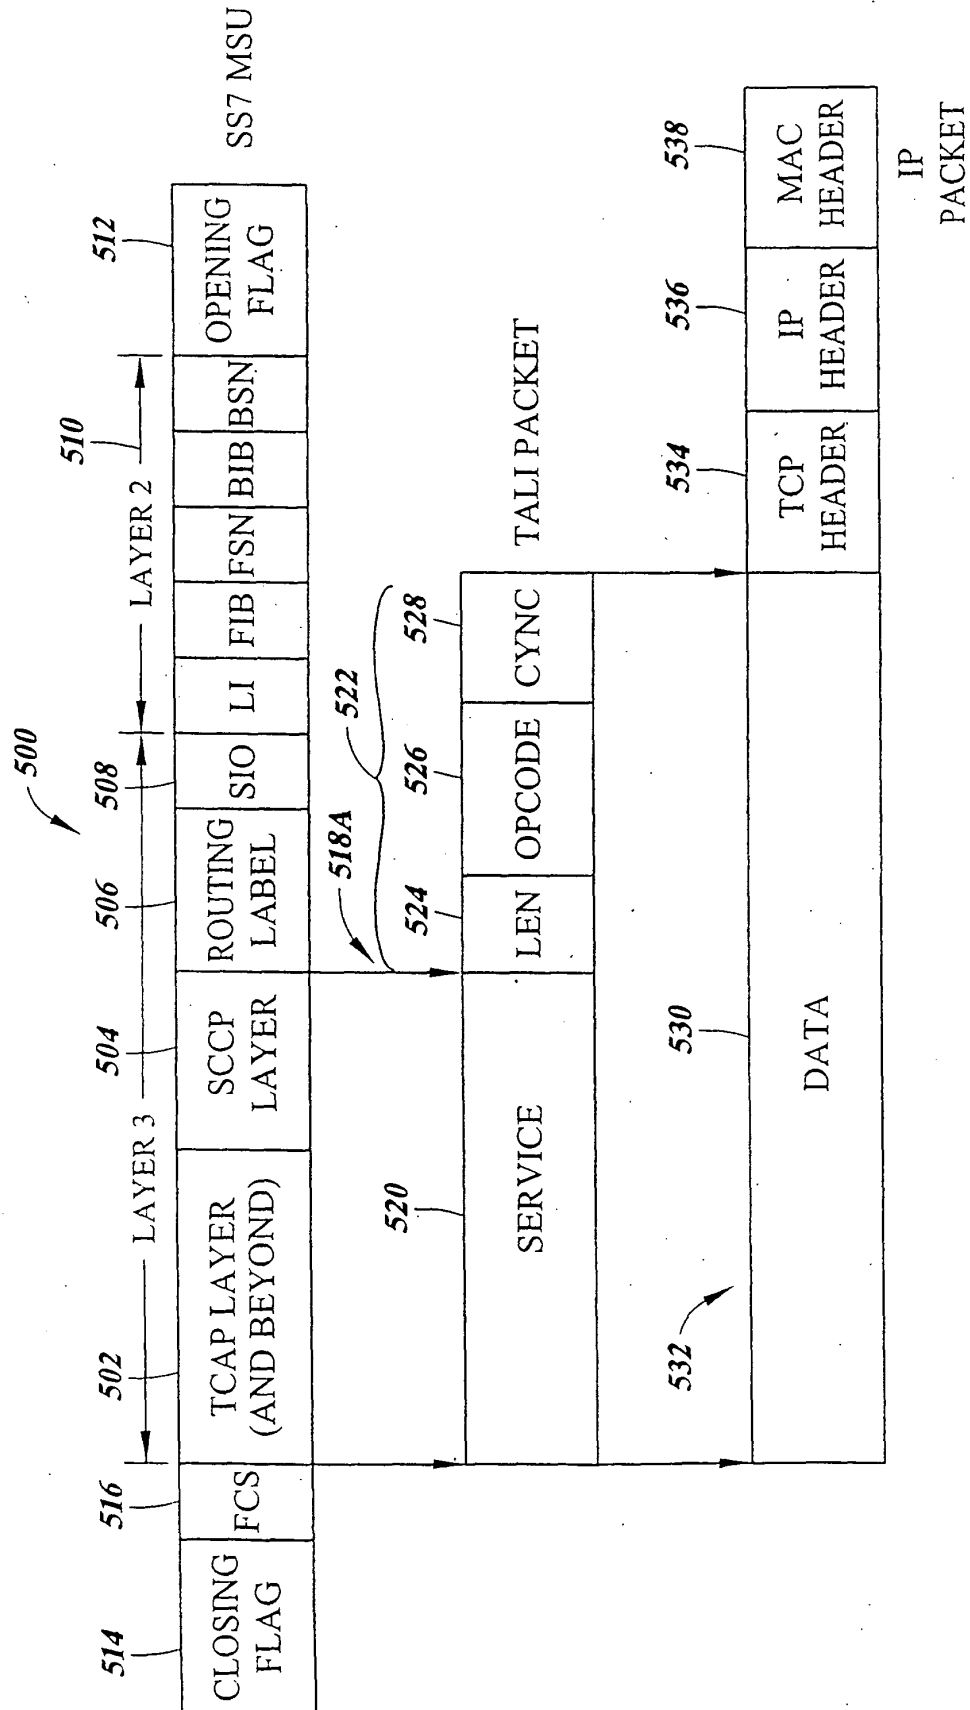 500
LAYER 3
LAYER 2
510
514
516
502
504
506
508
512
CLOSING
FLAG
FCS
TCAP LAYER
(AND BEYOND)
SCCP
LAYER
ROUTING
LABEL
SIO
LI
FIB
FSN
BIB
BSN
OPENING
FLAG
SS7 MSU
518A
522
520
524
526
528
SERVICE
LEN
OPCODE
CYNC
TALI PACKET
532
530
534
536
538
DATA
TCP
HEADER
IP
HEADER
MAC
HEADER
IP
PACKET